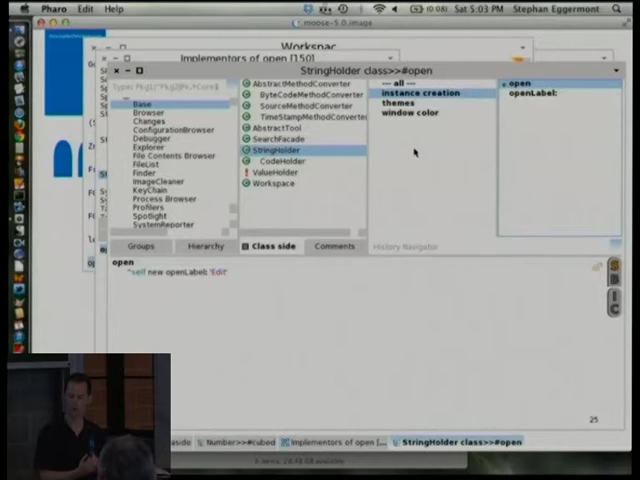 Pharo File Edit Help (0:08) Sat 5:03 PM Stephan Eggermont
moose-5.0.image
Workspac
Implementors of open [150]
StringHolder class>>#open
Base
Browser
Changes
ConfigurationBrowser
Debugger
Explorer
File Contents Browser
FileList
Finder
ImageCleaner
KeyChain
Process Browser
Profilers
Spotlight
SystemReporter
AbstractMethodConverter
ByteCodeMethodConverter
SourceMethodConverter
TimeStampMethodConverter
AbstractTool
SearchFacade
StringHolder
CodeHolder
ValueHolder
Workspace
--- all ---
instance creation
themes
window color
open
openLabel:
Groups Hierarchy Class side Comments History Navigator
open
^self new openLabel: 'Edit'
S
B
I
C
25
aside Number>>#cubed Implementors of open [... StringHolder class>>#open